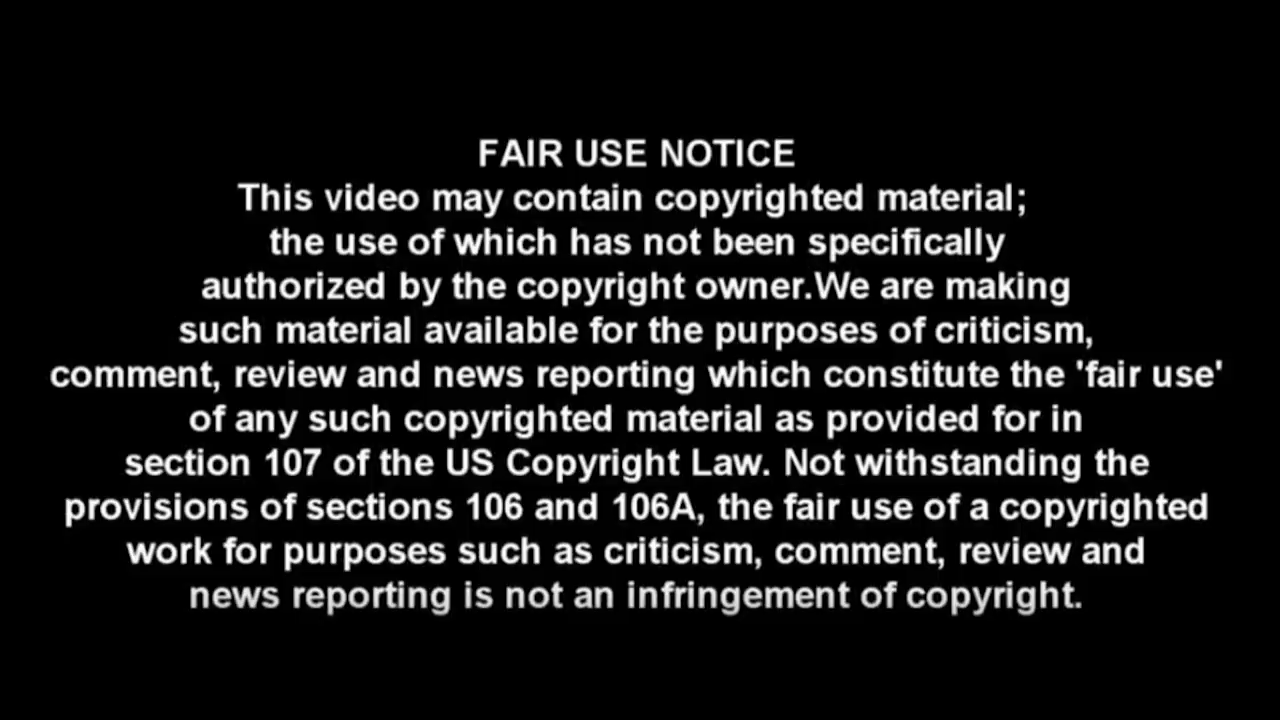 FAIR USE NOTICE
This video may contain copyrighted material;
the use of which has not been specifically
authorized by the copyright owner.We are making
such material available for the purposes of criticism,
comment, review and news reporting which constitute the 'fair use'
of any such copyrighted material as provided for in
section 107 of the US Copyright Law. Not withstanding the
provisions of sections 106 and 106A, the fair use of a copyrighted
work for purposes such as criticism, comment, review and
news reporting is not an infringement of copyright.